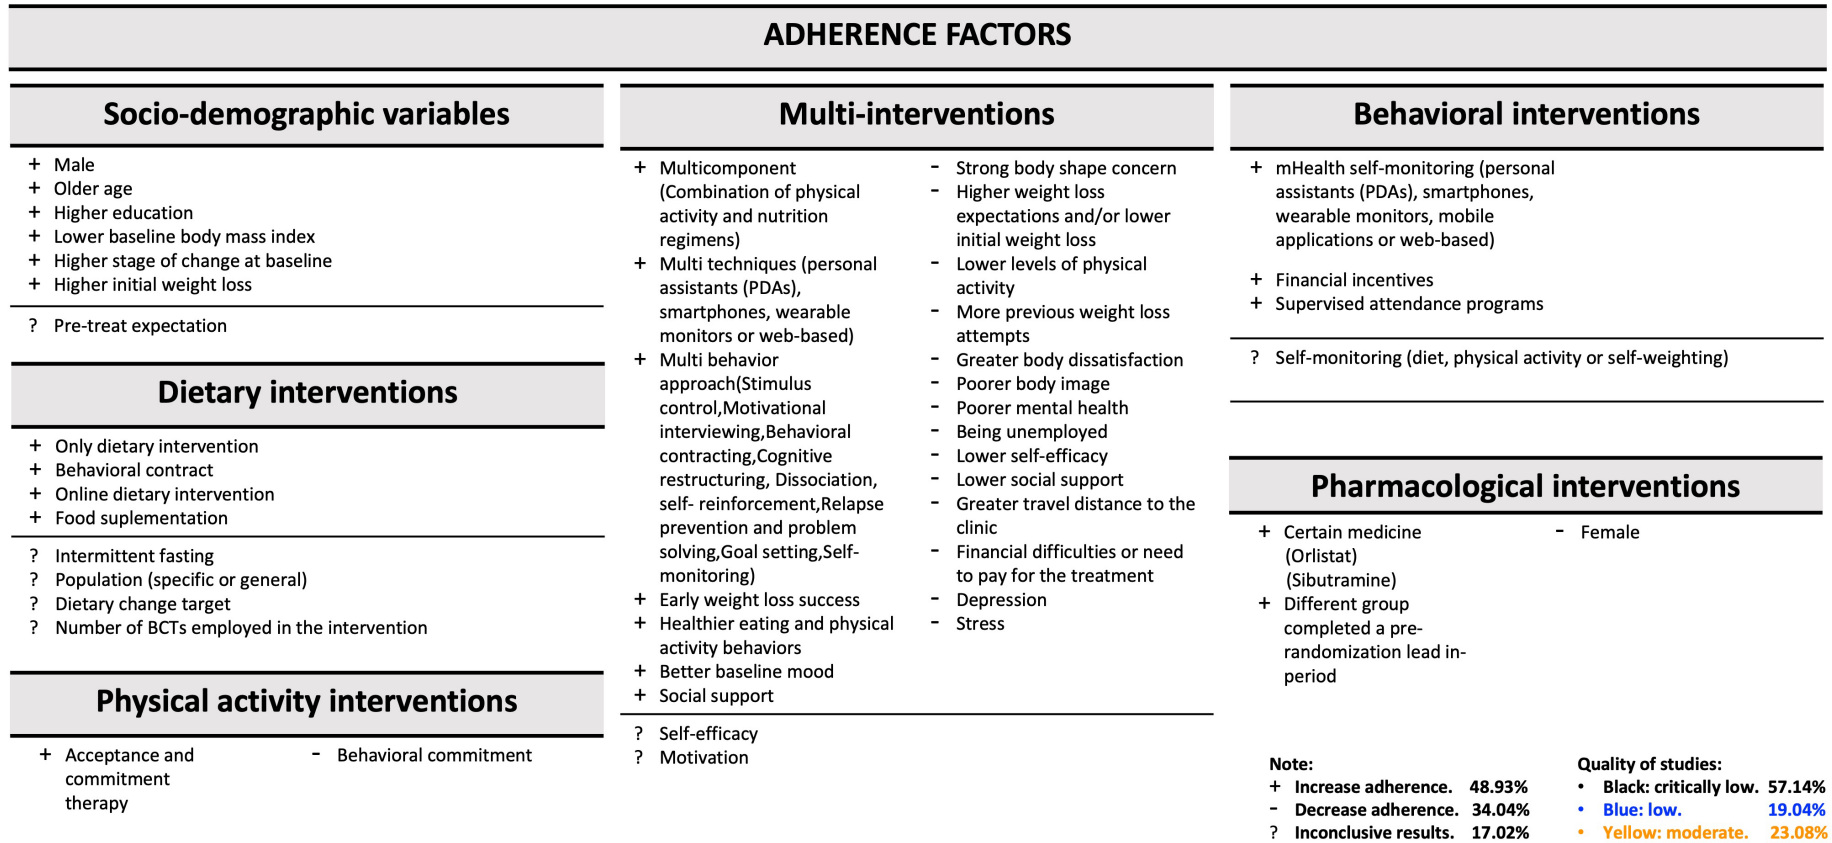 ADHERENCE FACTORS
Socio-demographic variables
+ Male
+ Older age
+ Higher education
+ Lower baseline body mass index
+ Higher stage of change at baseline
+ Higher initial weight loss
? Pre-treat expectation
Dietary interventions
+ Only dietary intervention
+ Behavioral contract
+ Online dietary intervention
+ Food suplementation
? Intermittent fasting
? Population (specific or general)
? Dietary change target
? Number of BCTs employed in the intervention
Physical activity interventions
+ Acceptance and
commitment
therapy
- Behavioral commitment
Multi-interventions
+ Multicomponent
(Combination of physical
activity and nutrition
regimens)
+ Multi techniques (personal
assistants (PDAs),
smartphones, wearable
monitors or web-based)
+ Multi behavior
approach(Stimulus
control,Motivational
interviewing,Behavioral
contracting,Cognitive
restructuring, Dissociation,
self- reinforcement,Relapse
prevention and problem
solving,Goal setting,Self-
monitoring)
+ Early weight loss success
+ Healthier eating and physical
activity behaviors
+ Better baseline mood
+ Social support
- Strong body shape concern
- Higher weight loss
expectations and/or lower
initial weight loss
- Lower levels of physical
activity
- More previous weight loss
attempts
- Greater body dissatisfaction
- Poorer body image
- Poorer mental health
- Being unemployed
- Lower self-efficacy
- Lower social support
- Greater travel distance to the
clinic
- Financial difficulties or need
to pay for the treatment
- Depression
- Stress
? Self-efficacy
? Motivation
Behavioral interventions
+ mHealth self-monitoring (personal
assistants (PDAs), smartphones,
wearable monitors, mobile
applications or web-based)
+ Financial incentives
+ Supervised attendance programs
? Self-monitoring (diet, physical activity or self-weighting)
Pharmacological interventions
+ Certain medicine
(Orlistat)
(Sibutramine)
+ Different group
completed a pre-
randomization lead in-
period
- Female
Note:
+ Increase adherence. 48.93%
- Decrease adherence. 34.04%
? Inconclusive results. 17.02%
Quality of studies:
• Black: critically low. 57.14%
• Blue: low. 19.04%
• Yellow: moderate. 23.08%